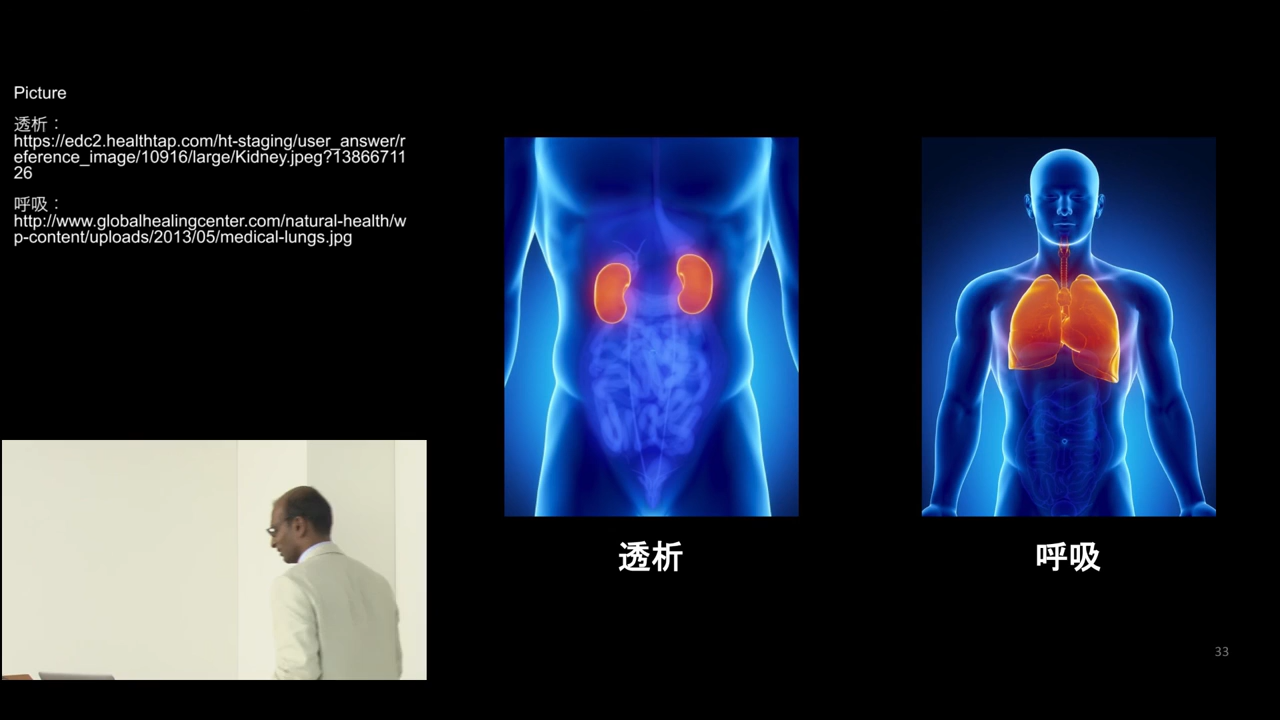 Picture
透析：
https://edc2.healthtap.com/ht-staging/user_answer/r
eference_image/10916/large/Kidney.jpeg?13866711
26
呼吸：
http://www.globalhealingcenter.com/natural-health/w
p-content/uploads/2013/05/medical-lungs.jpg
透析
呼吸
33